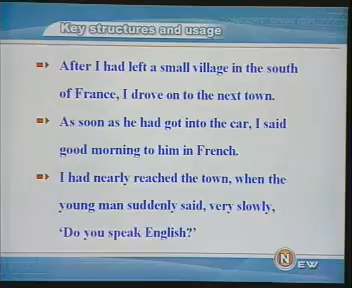 Key structures and usage
After I had left a small village in the south
of France, I drove on to the next town.
As soon as he had got into the car, I said
good morning to him in French.
I had nearly reached the town, when the
young man suddenly said, very slowly,
‘Do you speak English?’
NEW